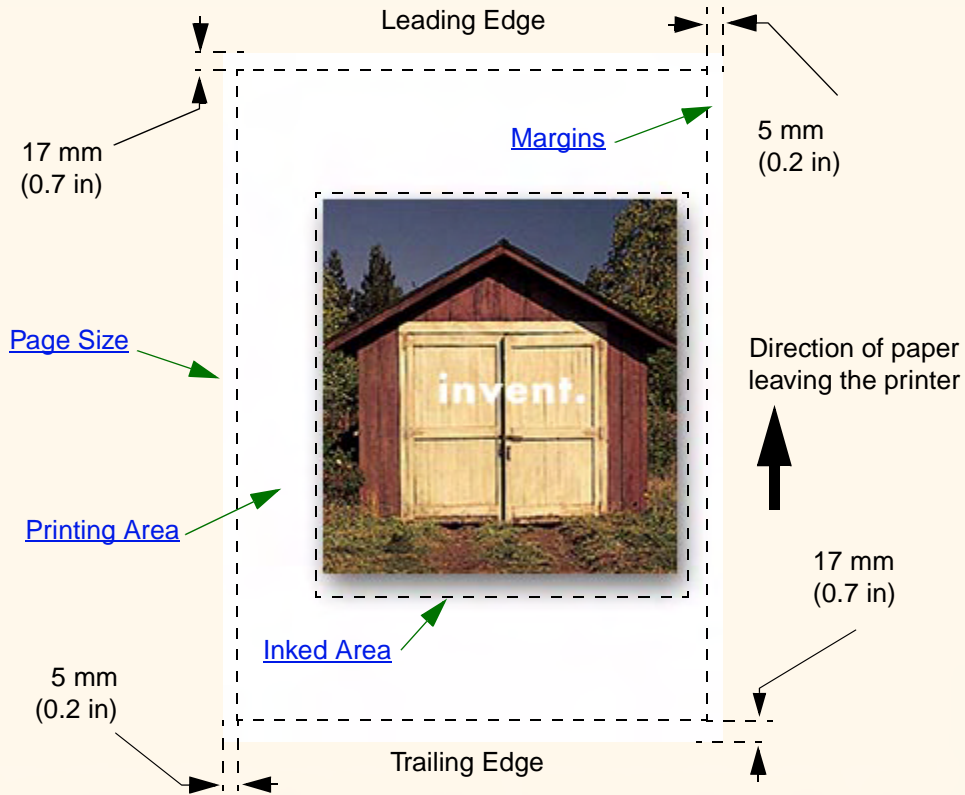 Leading Edge
17 mm
(0.7 in)
Margins
5 mm
(0.2 in)
Page Size
invent.
Direction of paper
leaving the printer
Printing Area
17 mm
(0.7 in)
Inked Area
5 mm
(0.2 in)
Trailing Edge